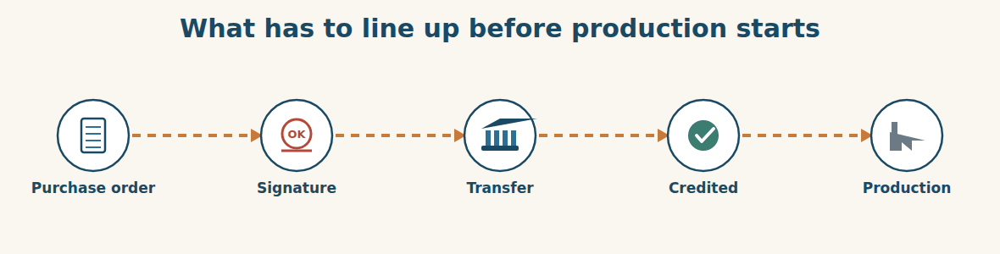 What has to line up before production starts
OK
Purchase order
Signature
Transfer
Credited
Production